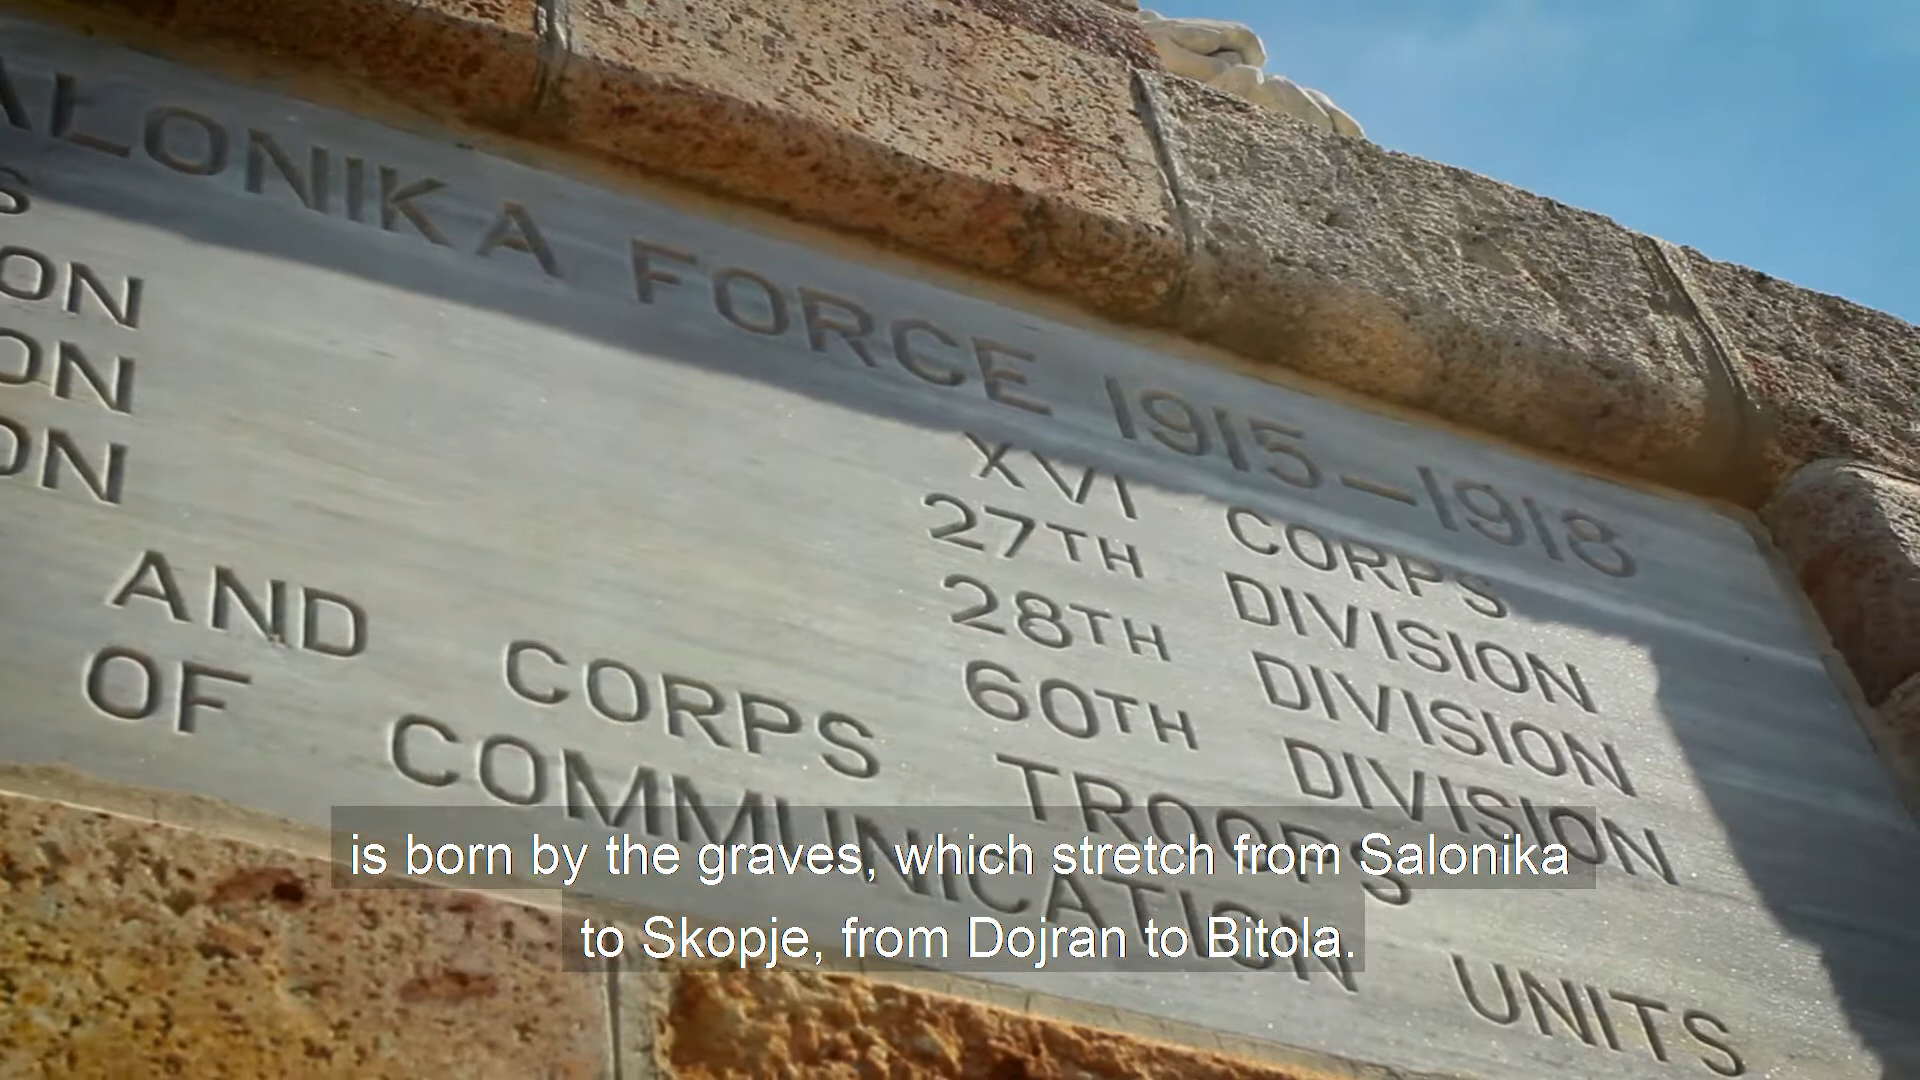 ALONIKA FORCE 1915–1918
S XVI CORPS
ON 27TH DIVISION
ON 28TH DIVISION
ON 60TH DIVISION
AND CORPS TROOPS
OF COMMUNICATION UNITS
is born by the graves, which stretch from Salonika
to Skopje, from Dojran to Bitola.